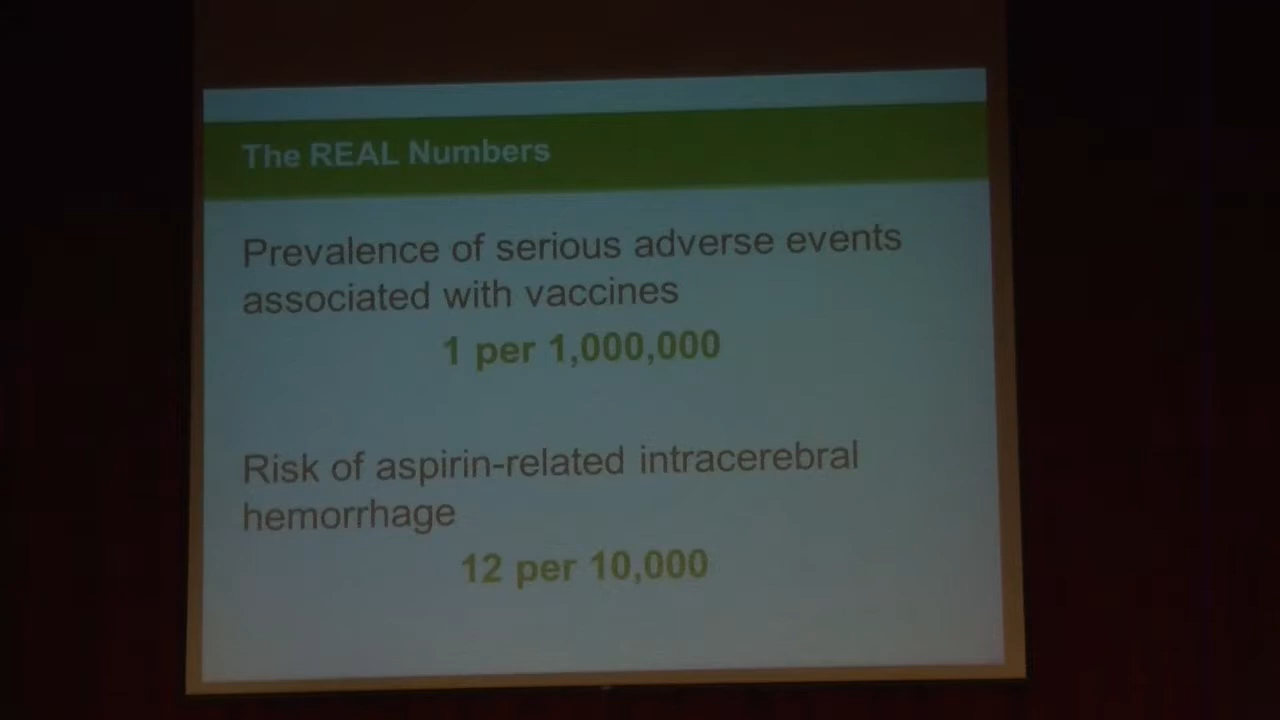 The REAL Numbers
Prevalence of serious adverse events
associated with vaccines
1 per 1,000,000
Risk of aspirin-related intracerebral
hemorrhage
12 per 10,000